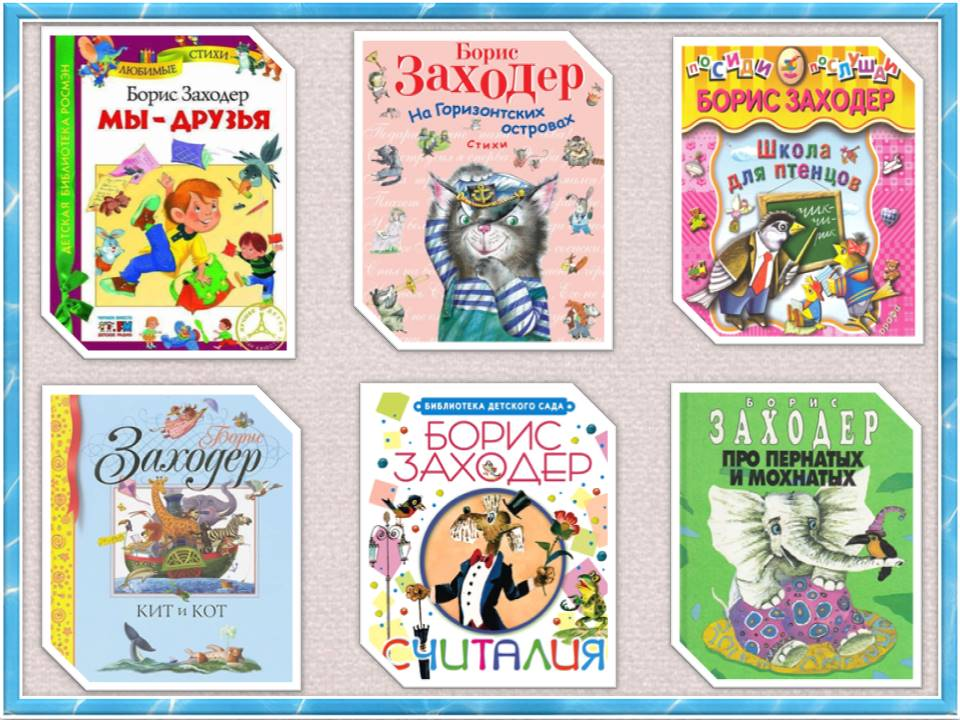 ДЕТСКАЯ БИБЛИОТЕКА РОСМЭН
ЛЮБИМЫЕ СТИХИ
Борис Заходер
МЫ - ДРУЗЬЯ
Борис
Заходер
На Горизонтских
островах
Стихи
ПОСИДИ ПОСЛУШАЙ
БОРИС ЗАХОДЕР
Школа
для птенцов
чик-
чи-
рик
Борис
Заходер
КИТ и КОТ
БИБЛИОТЕКА ДЕТСКОГО САДА
БОРИС
ЗАХОДЕР
СЧИТАЛИЯ
БОРИС
ЗАХОДЕР
ПРО ПЕРНАТЫХ
И МОХНАТЫХ